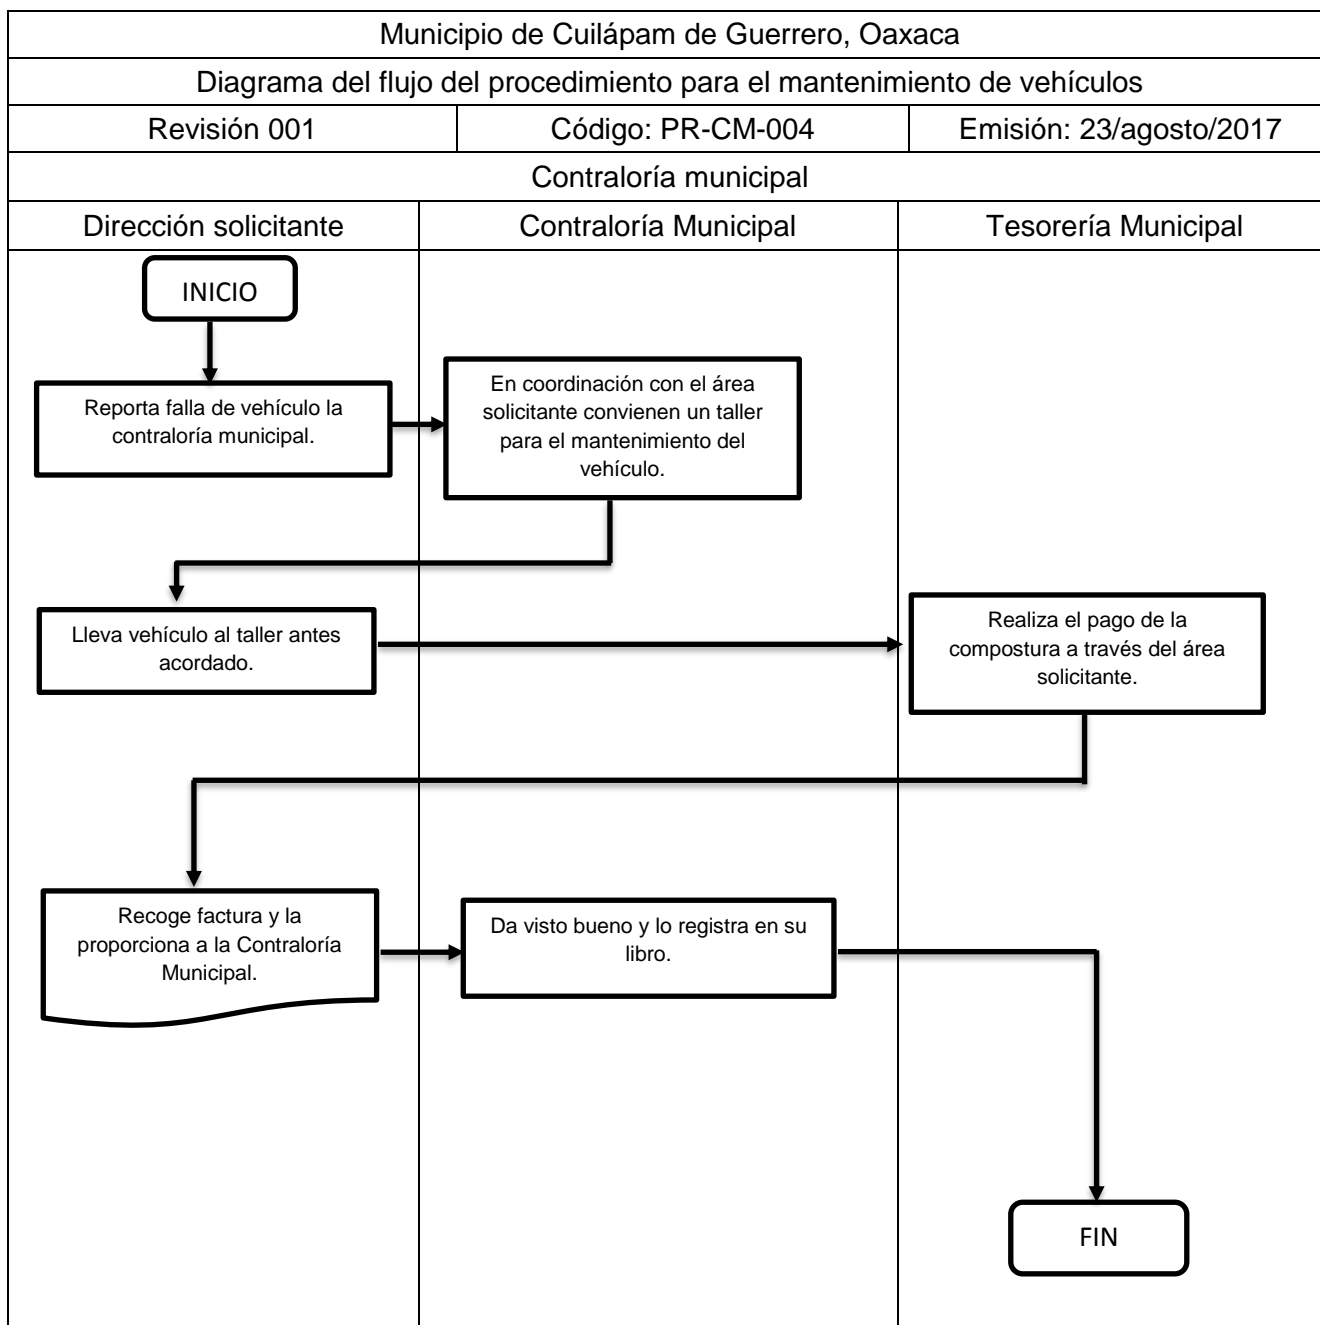 Municipio de Cuilápam de Guerrero, Oaxaca
Diagrama del flujo del procedimiento para el mantenimiento de vehículos
Revisión 001
Código: PR-CM-004
Emisión: 23/agosto/2017
Contraloría municipal
Dirección solicitante
Contraloría Municipal
Tesorería Municipal
INICIO
Reporta falla de vehículo la
contraloría municipal.
En coordinación con el área
solicitante convienen un taller
para el mantenimiento del
vehículo.
Lleva vehículo al taller antes
acordado.
Realiza el pago de la
compostura a través del área
solicitante.
Recoge factura y la
proporciona a la Contraloría
Municipal.
Da visto bueno y lo registra en su
libro.
FIN